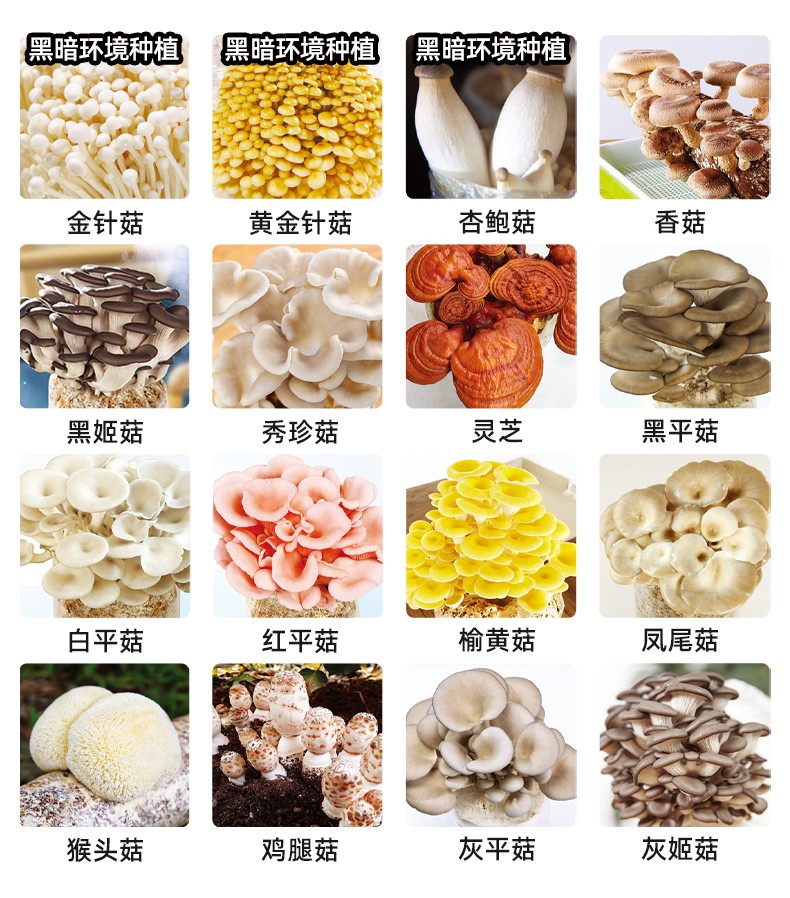 黑暗环境种植
黑暗环境种植
黑暗环境种植
金针菇
黄金针菇
杏鲍菇
香菇
黑姬菇
秀珍菇
灵芝
黑平菇
白平菇
红平菇
榆黄菇
凤尾菇
猴头菇
鸡腿菇
灰平菇
灰姬菇